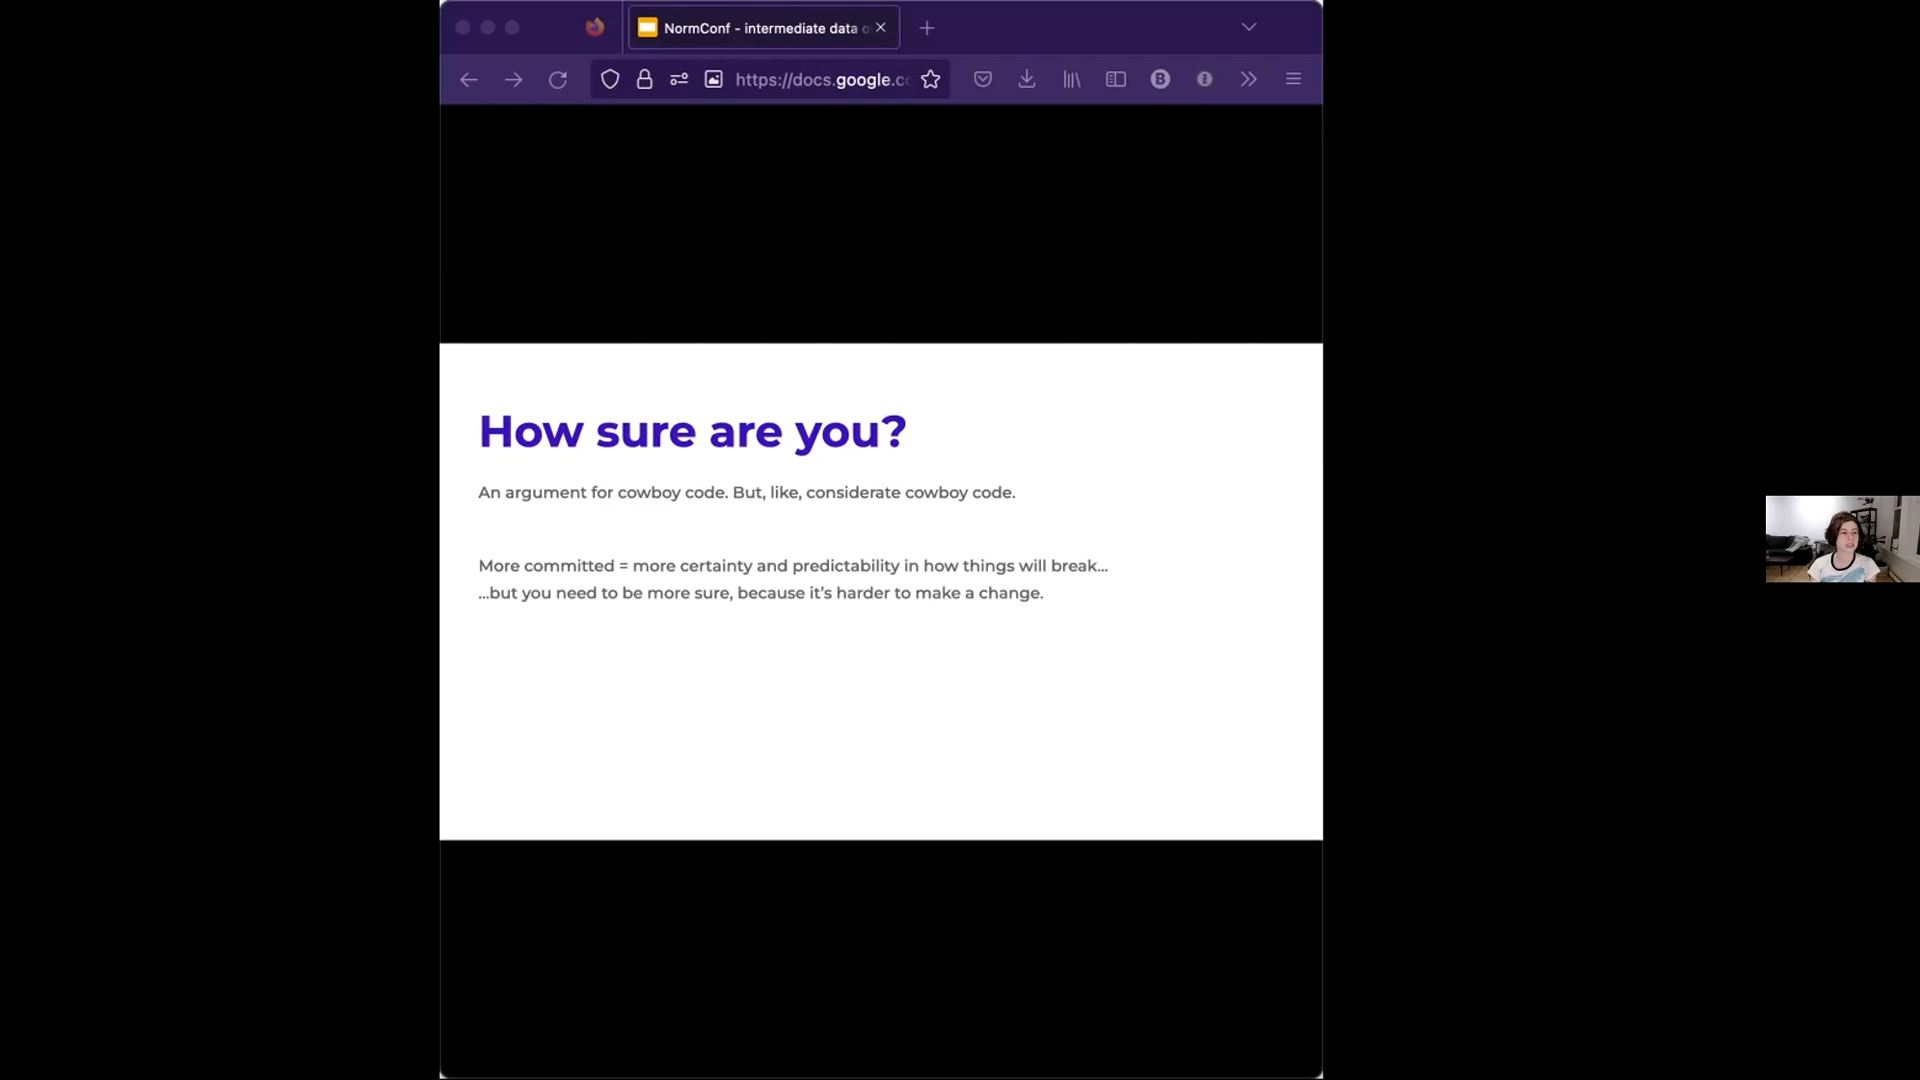 NormConf - intermediate data
https://docs.google.c
How sure are you?
An argument for cowboy code. But, like, considerate cowboy code.
More committed = more certainty and predictability in how things will break...
...but you need to be more sure, because it’s harder to make a change.